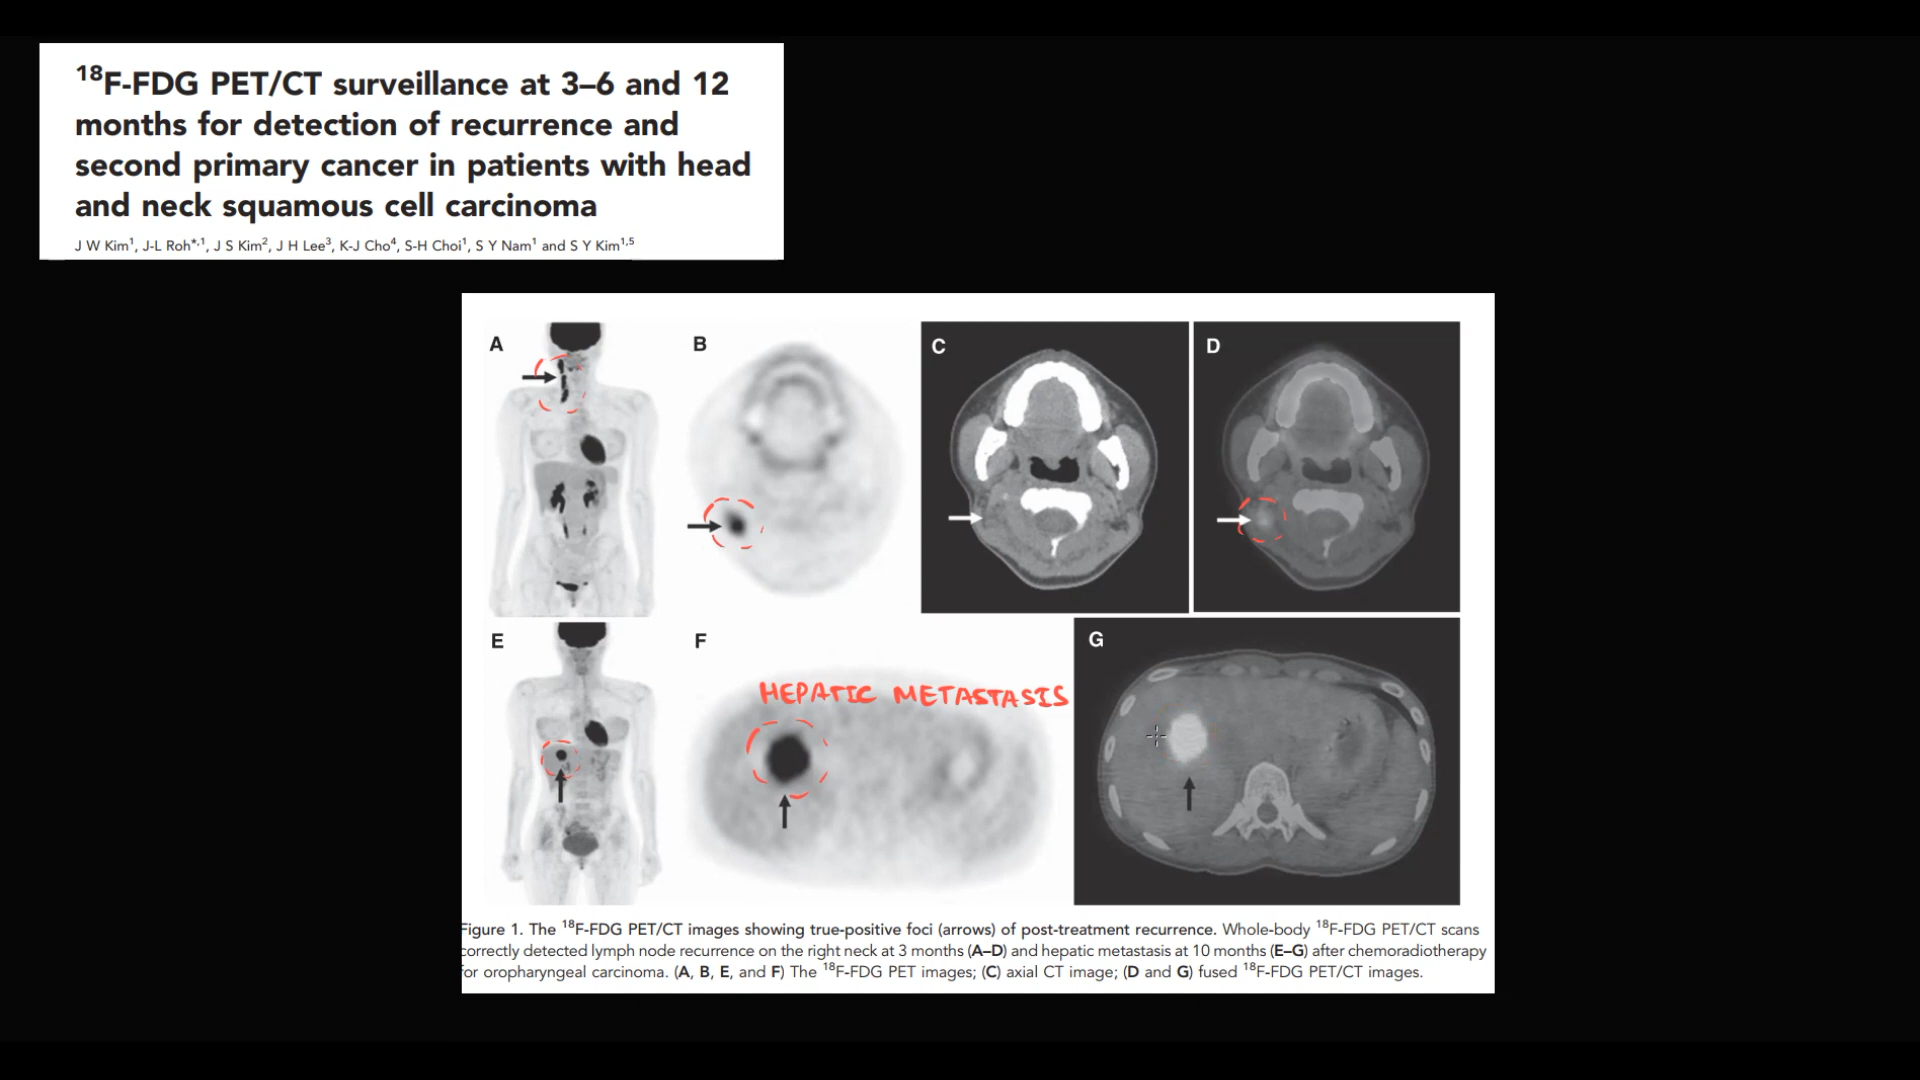 18F-FDG PET/CT surveillance at 3–6 and 12
months for detection of recurrence and
second primary cancer in patients with head
and neck squamous cell carcinoma
J W Kim1, J-L Roh*,1, J S Kim2, J H Lee3, K-J Cho4, S-H Choi1, S Y Nam1 and S Y Kim1,5
A
B
C
D
E
F
G
HEPATIC METASTASIS
Figure 1. The 18F-FDG PET/CT images showing true-positive foci (arrows) of post-treatment recurrence. Whole-body 18F-FDG PET/CT scans
correctly detected lymph node recurrence on the right neck at 3 months (A–D) and hepatic metastasis at 10 months (E–G) after chemoradiotherapy
for oropharyngeal carcinoma. (A, B, E, and F) The 18F-FDG PET images; (C) axial CT image; (D and G) fused 18F-FDG PET/CT images.